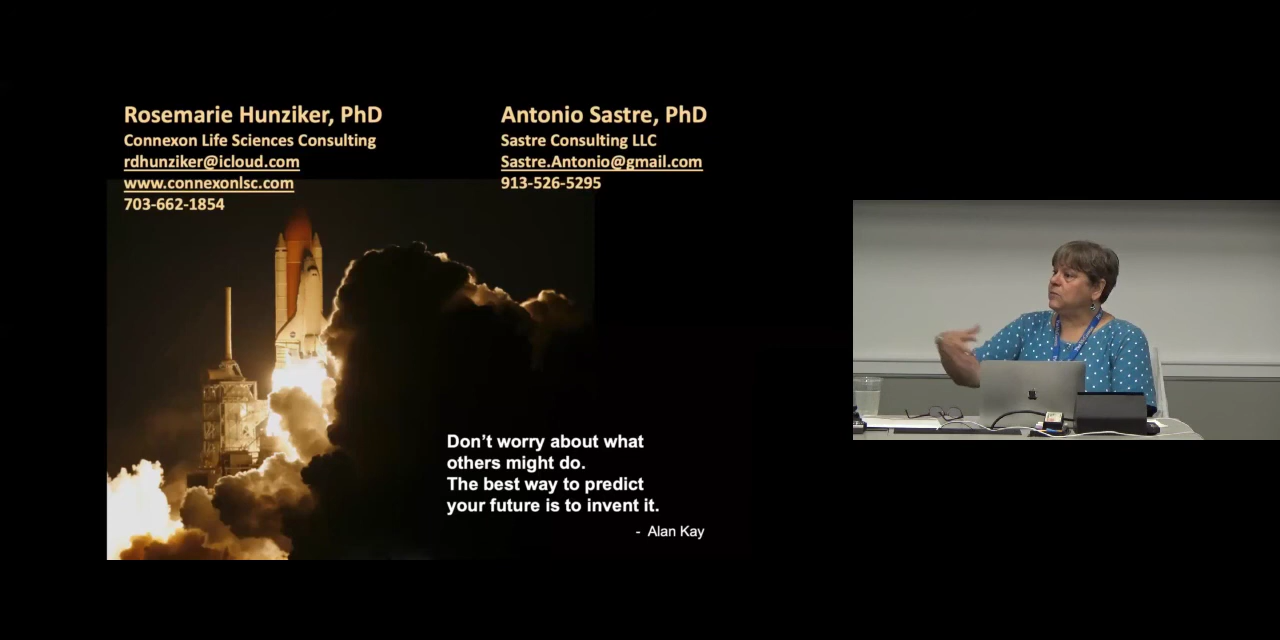 Rosemarie Hunziker, PhD
Connexon Life Sciences Consulting
rdhunziker@icloud.com
www.connexonlsc.com
703-662-1854
Antonio Sastre, PhD
Sastre Consulting LLC
Sastre.Antonio@gmail.com
913-526-5295
Don’t worry about what
others might do.
The best way to predict
your future is to invent it.
- Alan Kay